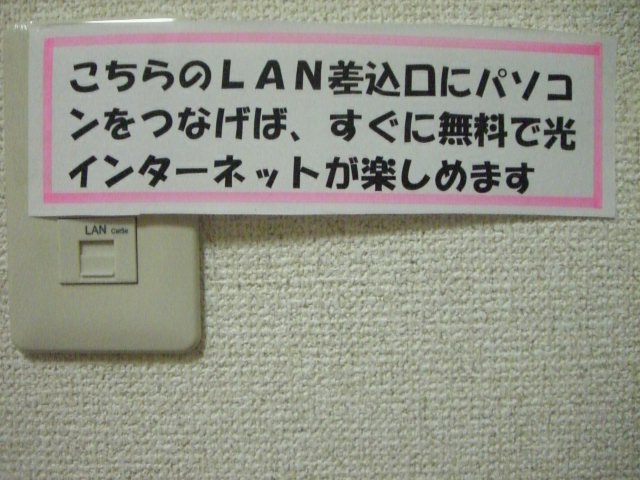 こちらのLAN差込口にパソコ
ンをつなげば、すぐに無料で光
インターネットが楽しめます
LAN Cat5e